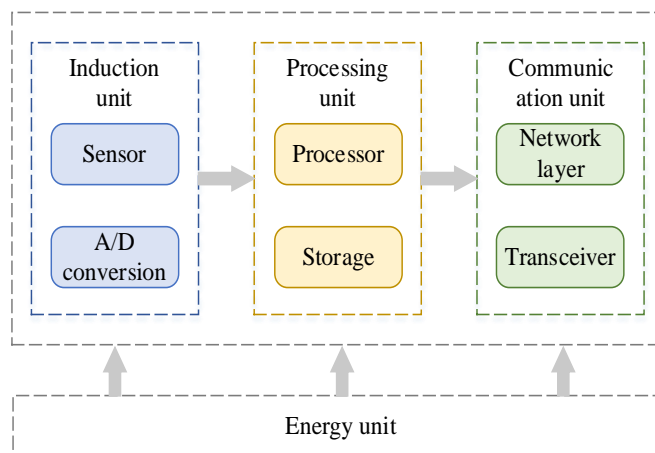 Induction
unit
Sensor
A/D
conversion
Processing
unit
Processor
Storage
Communic
ation unit
Network
layer
Transceiver
Energy unit